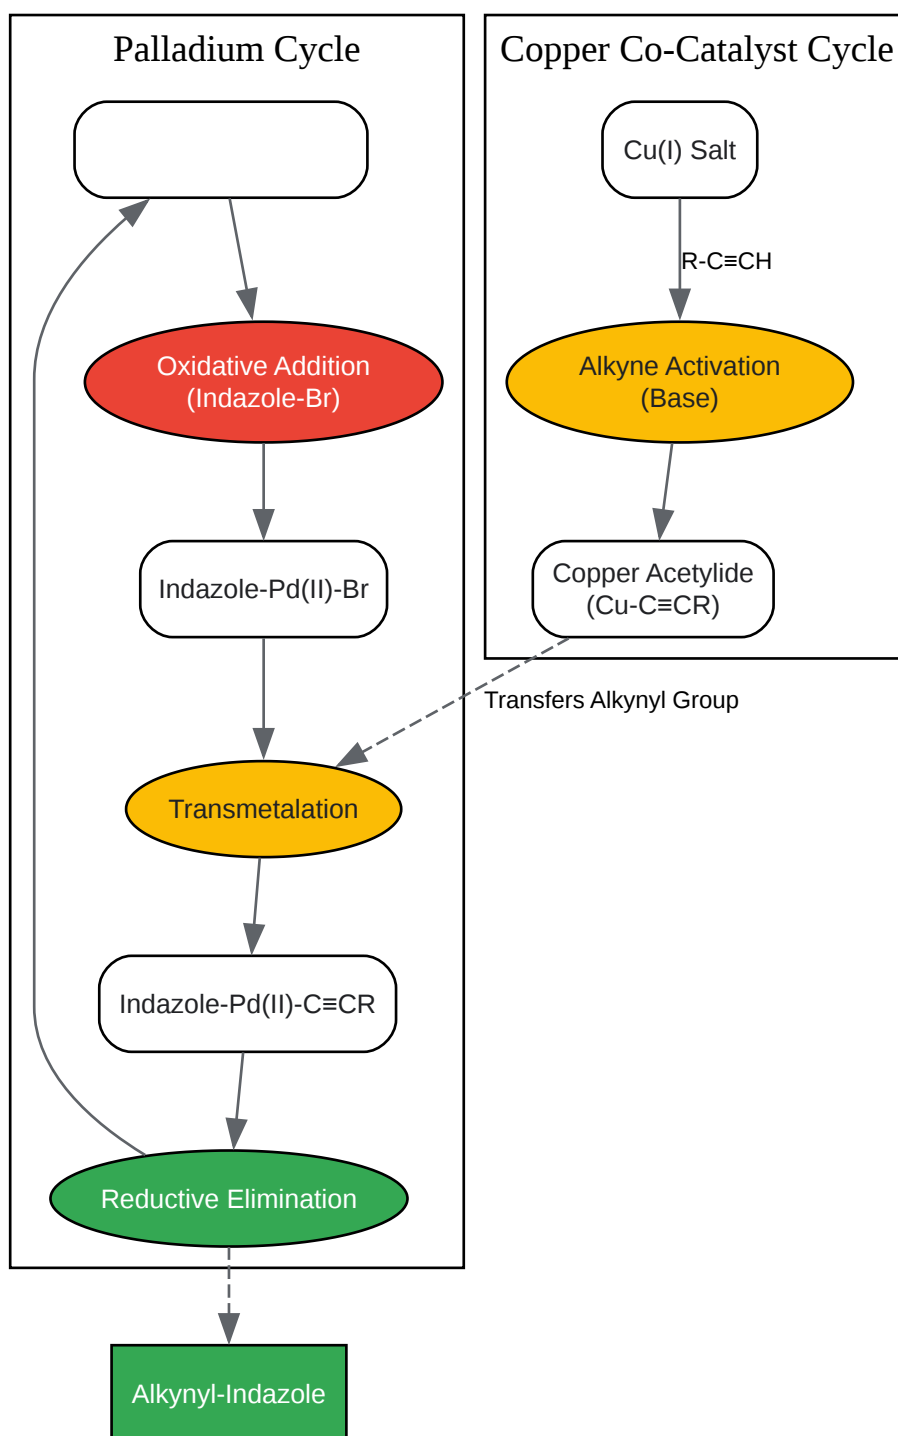 Palladium Cycle
Oxidative Addition
(Indazole-Br)
Indazole-Pd(II)-Br
Transmetalation
Indazole-Pd(II)-C≡CR
Reductive Elimination
Alkynyl-Indazole
Copper Co-Catalyst Cycle
Cu(I) Salt
R-C≡CH
Alkyne Activation
(Base)
Copper Acetylide
(Cu-C≡CR)
Transfers Alkynyl Group